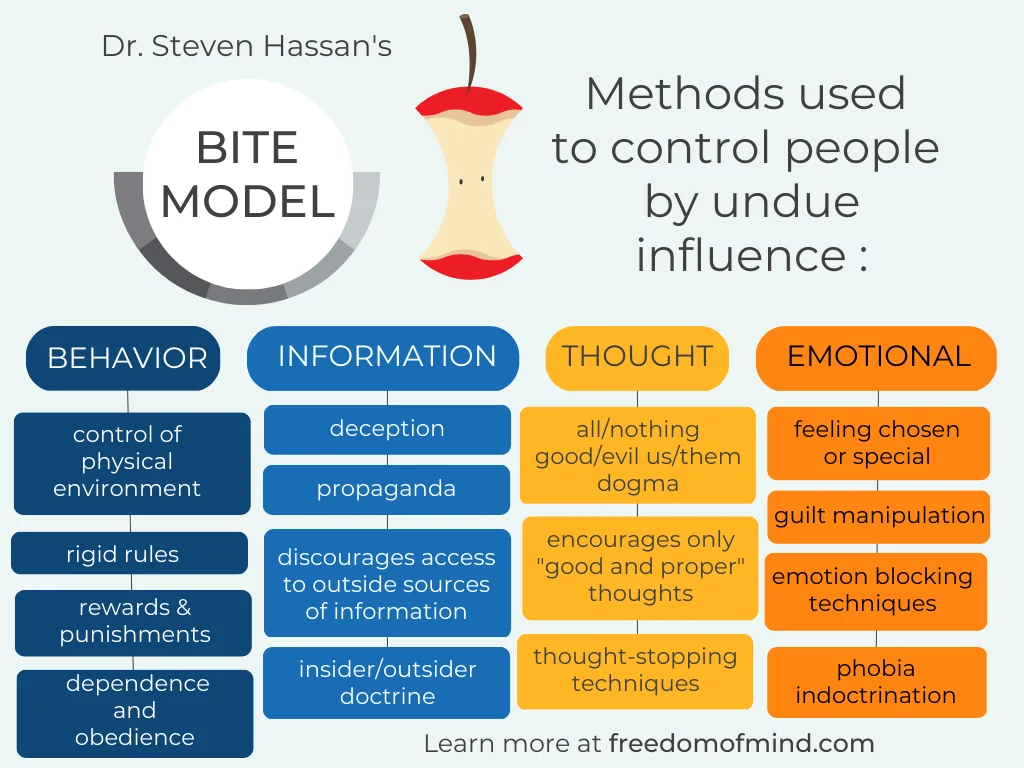 Dr. Steven Hassan's
BITE
MODEL
Methods used
to control people
by undue
influence :
BEHAVIOR
control of
physical
environment
rigid rules
rewards &
punishments
dependence
and
obedience
INFORMATION
deception
propaganda
discourages access
to outside sources
of information
insider/outsider
doctrine
THOUGHT
all/nothing
good/evil us/them
dogma
encourages only
"good and proper"
thoughts
thought-stopping
techniques
EMOTIONAL
feeling chosen
or special
guilt manipulation
emotion blocking
techniques
phobia
indoctrination
Learn more at freedomofmind.com